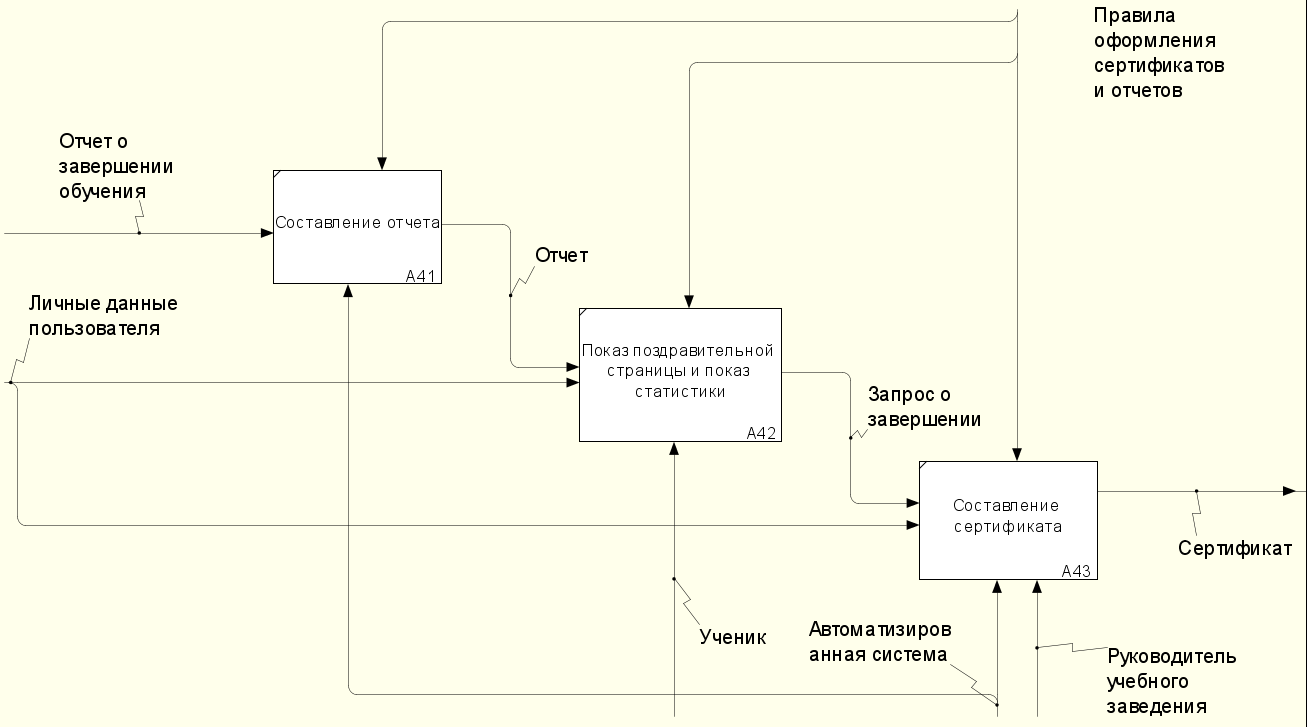 Правила
оформления
сертификатов
и отчетов
Отчет о
завершении
обучения
Составление отчета
A41
Отчет
Личные данные
пользователя
Показ поздравительной
страницы и показ
статистики
A42
Запрос о
завершении
Составление
сертификата
A43
Сертификат
Ученик
Автоматизиров
анная система
Руководитель
учебного
заведения